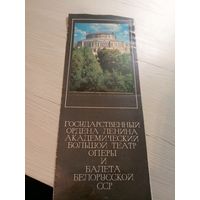 ГОСУДАРСТВЕННЫЙ
ОРДЕНА ЛЕНИНА
АКАДЕМИЧЕСКИЙ
БОЛЬШОЙ ТЕАТР
ОПЕРЫ
И
БАЛЕТА
БЕЛОРУССКОЙ
ССР